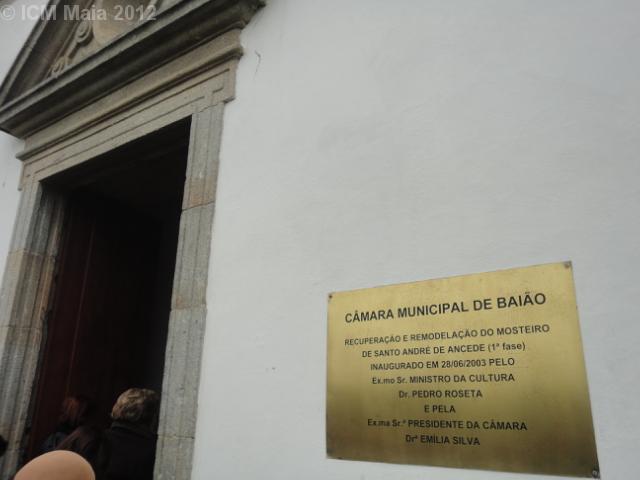 © ICM Maia 2012
CÂMARA MUNICIPAL DE BAIÃO
RECUPERAÇÃO E REMODELAÇÃO DO MOSTEIRO
DE SANTO ANDRÉ DE ANCEDE (1ª fase)
INAUGURADO EM 28/06/2003 PELO
Ex.mo Sr. MINISTRO DA CULTURA
Dr. PEDRO ROSETA
E PELA
Ex.ma Sr.ª PRESIDENTE DA CÂMARA
Drª EMÍLIA SILVA